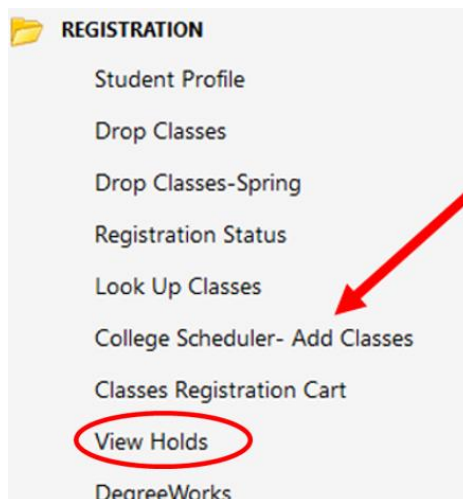 REGISTRATION
Student Profile
Drop Classes
Drop Classes-Spring
Registration Status
Look Up Classes
College Scheduler- Add Classes
Classes Registration Cart
View Holds
DegreeWorks